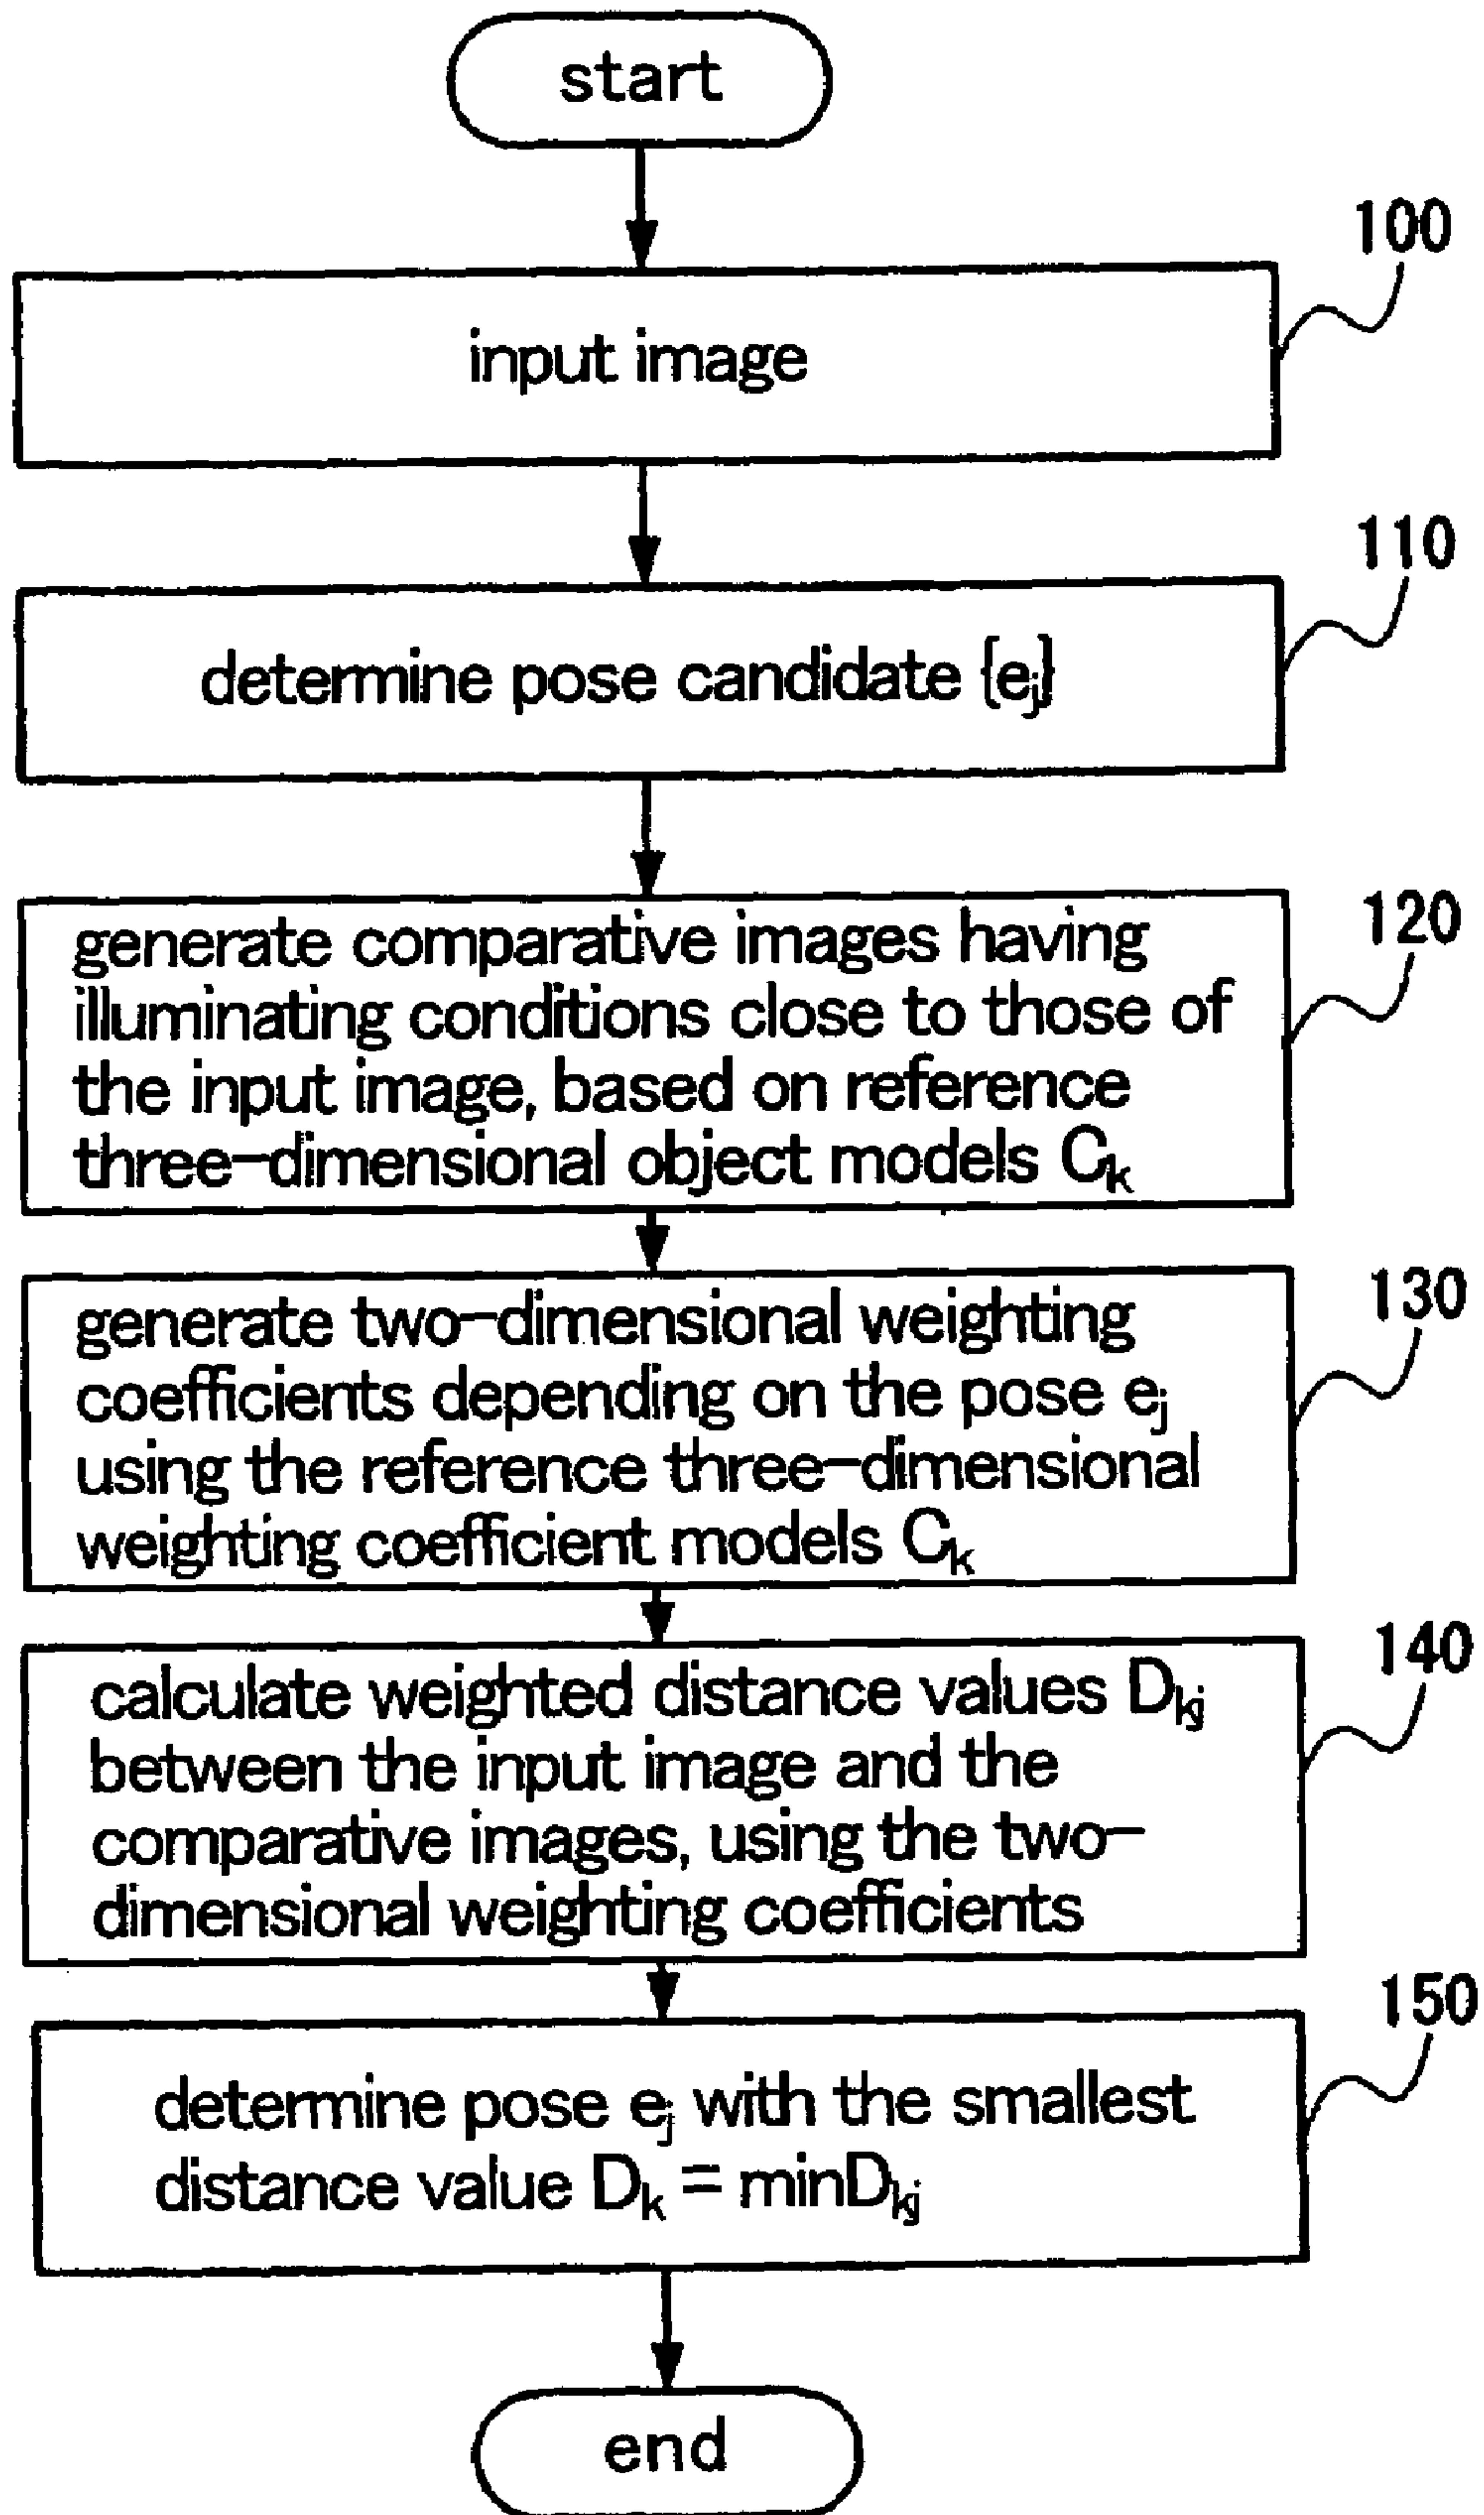 start
100
input image
110
determine pose candidate {eⱼ}
120
generate comparative images having
illuminating conditions close to those of
the input image, based on reference
three-dimensional object models Cₖ
130
generate two-dimensional weighting
coefficients depending on the pose eⱼ
using the reference three-dimensional
weighting coefficient models Cₖ
140
calculate weighted distance values Dₖⱼ
between the input image and the
comparative images, using the two-
dimensional weighting coefficients
150
determine pose eⱼ with the smallest
distance value Dₖ = minDₖⱼ
end